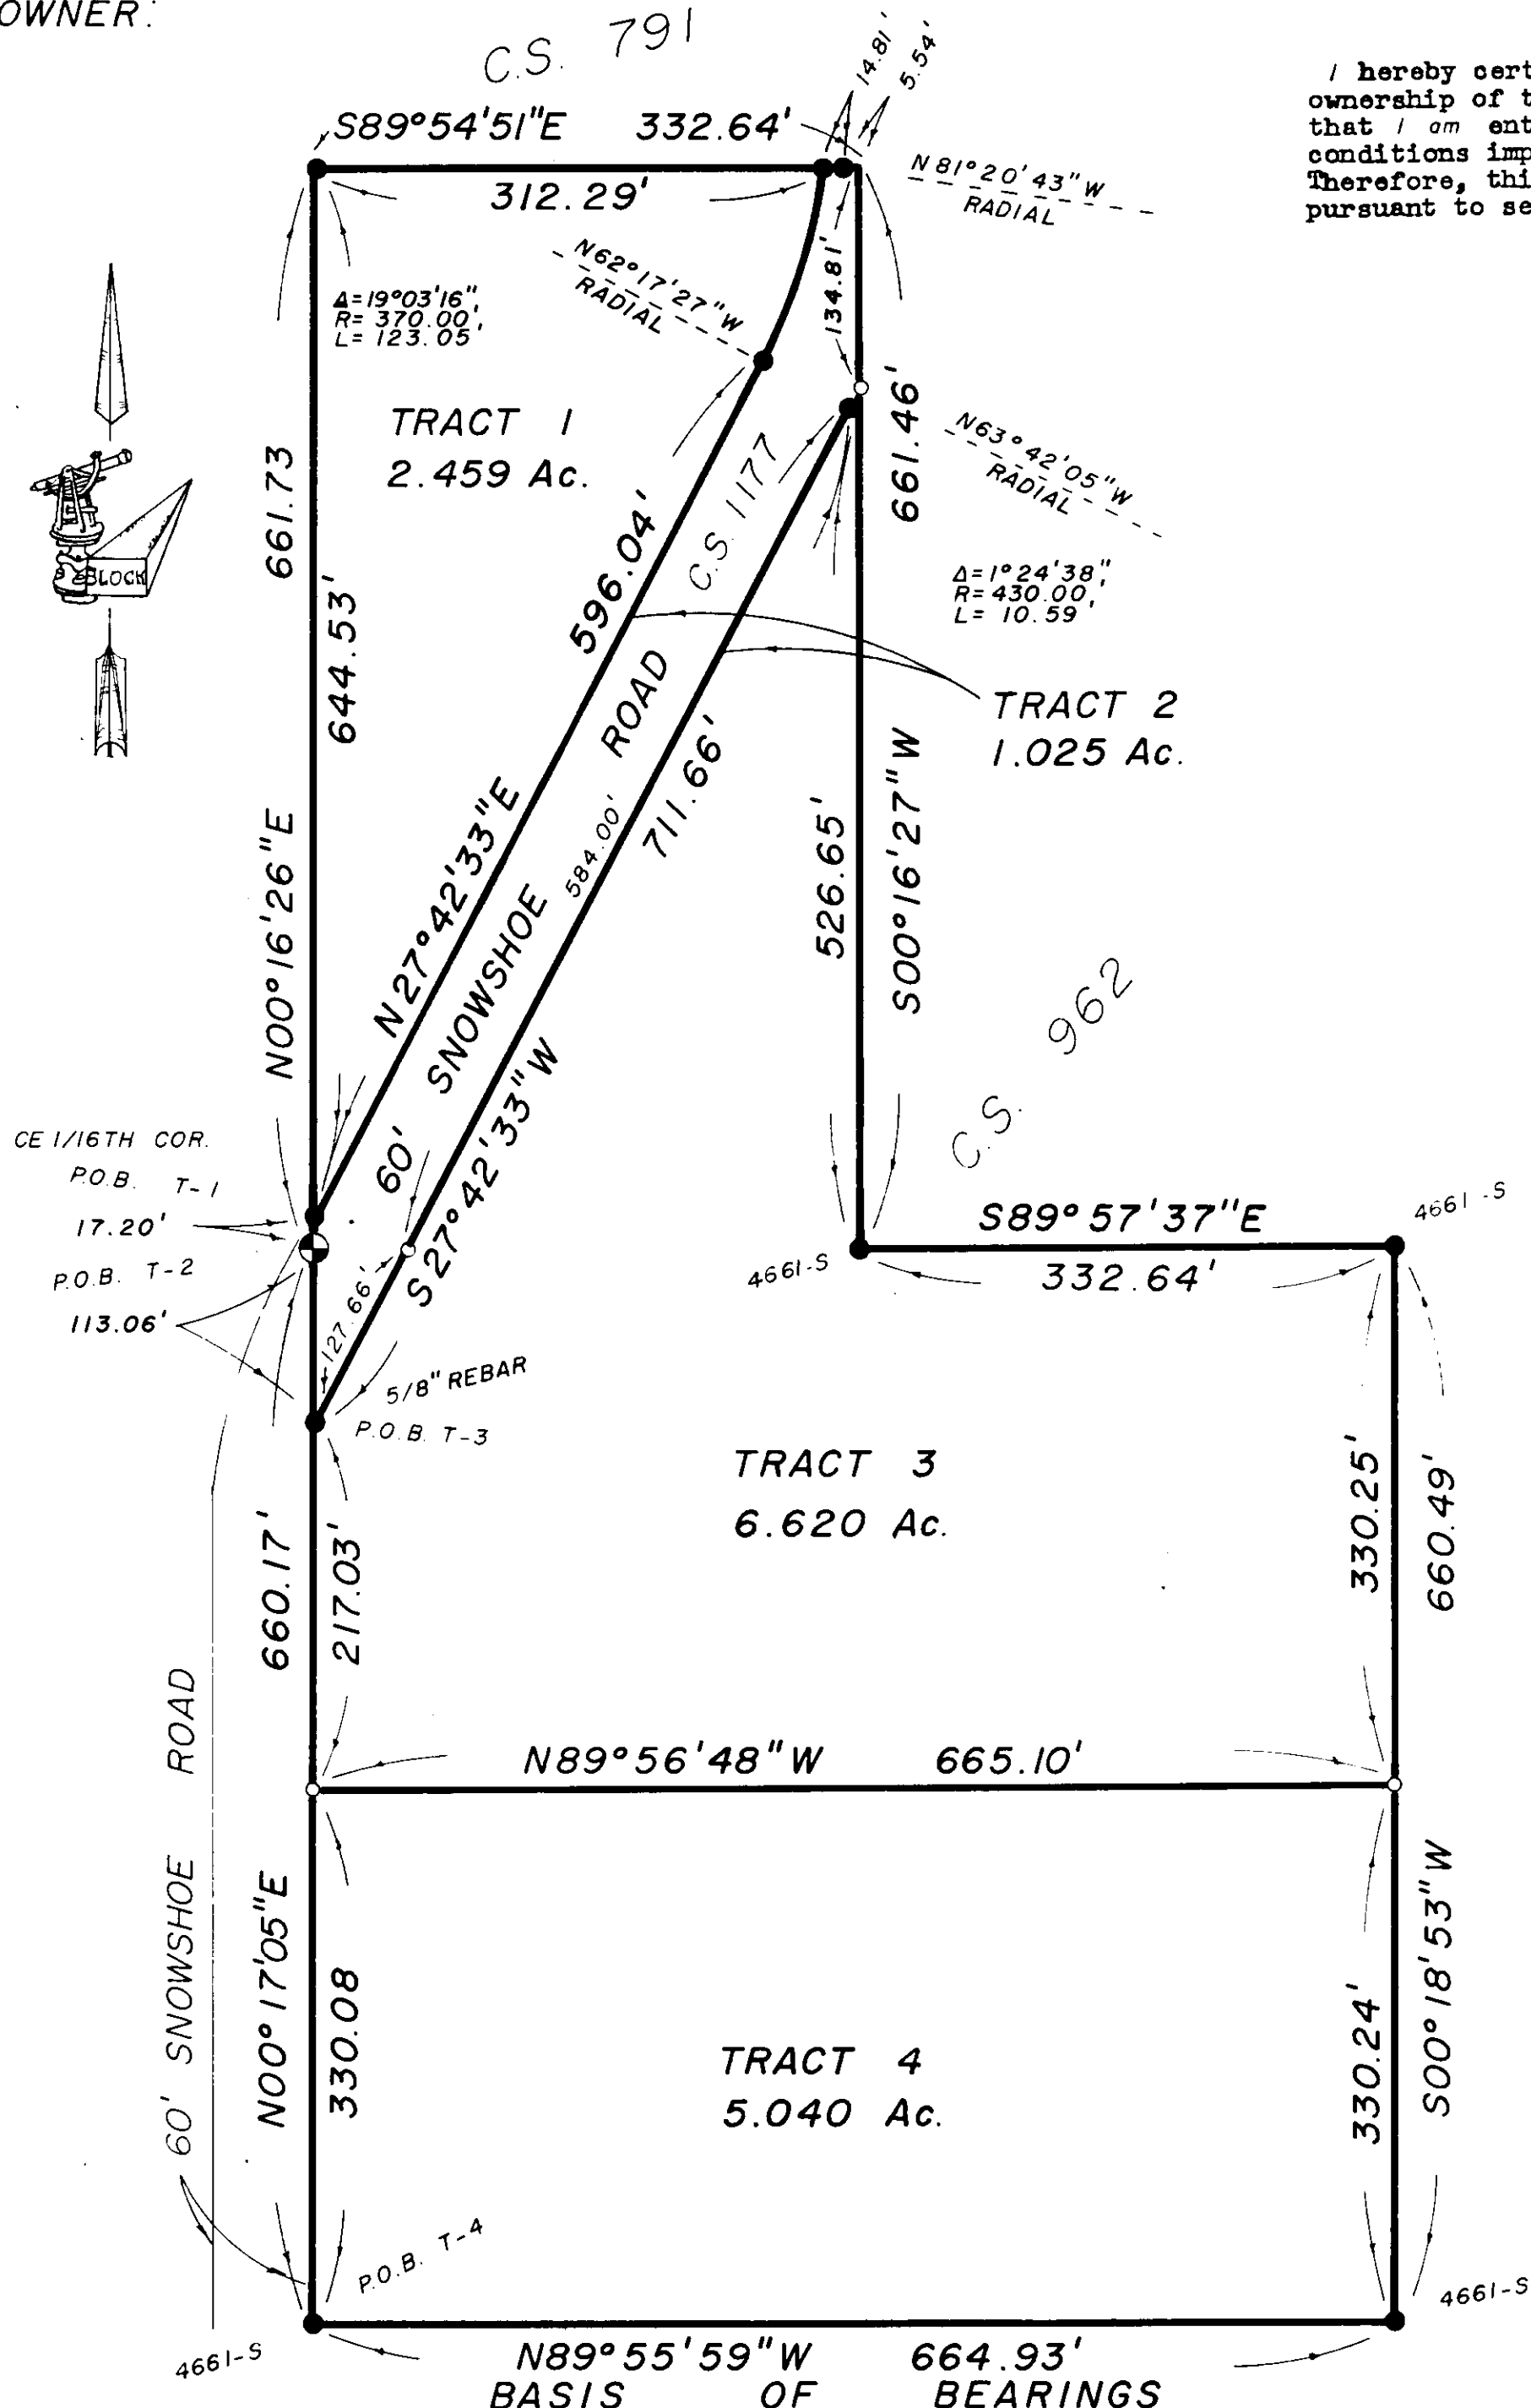 OWNER:
C.S. 791
14.81'
5.54'
I hereby cert
ownership of t
that I am ent
conditions imp
Therefore, thi
pursuant to se
S89°54'51"E 332.64'
312.29'
N81°20'43"W
RADIAL
N62°17'27"W
RADIAL
134.81'
Δ=19°03'16",
R= 370.00',
L= 123.05'
TRACT 1
2.459 Ac.
661.73
644.53'
N00°16'26"E
661.46'
N63°42'05"W
RADIAL
Δ=1°24'38",
R=430.00',
L= 10.59'
BLOCK
596.04'
N27°42'33"E
C.S. 1177
60' SNOWSHOE ROAD
584.00'
711.66'
S27°42'33"W
TRACT 2
1.025 Ac.
526.65'
S00°16'27"W
C.S. 962
CE 1/16TH COR.
P.O.B. T-1
17.20'
P.O.B. T-2
113.06'
127.66'
5/8" REBAR
P.O.B. T-3
4661-S
S89°57'37"E
332.64'
4661-S
TRACT 3
6.620 Ac.
660.17'
217.03'
330.25'
660.49'
N89°56'48"W 665.10'
60' SNOWSHOE ROAD
N00°17'05"E
330.08
TRACT 4
5.040 Ac.
330.24'
S00°18'53"W
P.O.B. T-4
4661-S
4661-S
N89°55'59"W 664.93'
BASIS OF BEARINGS